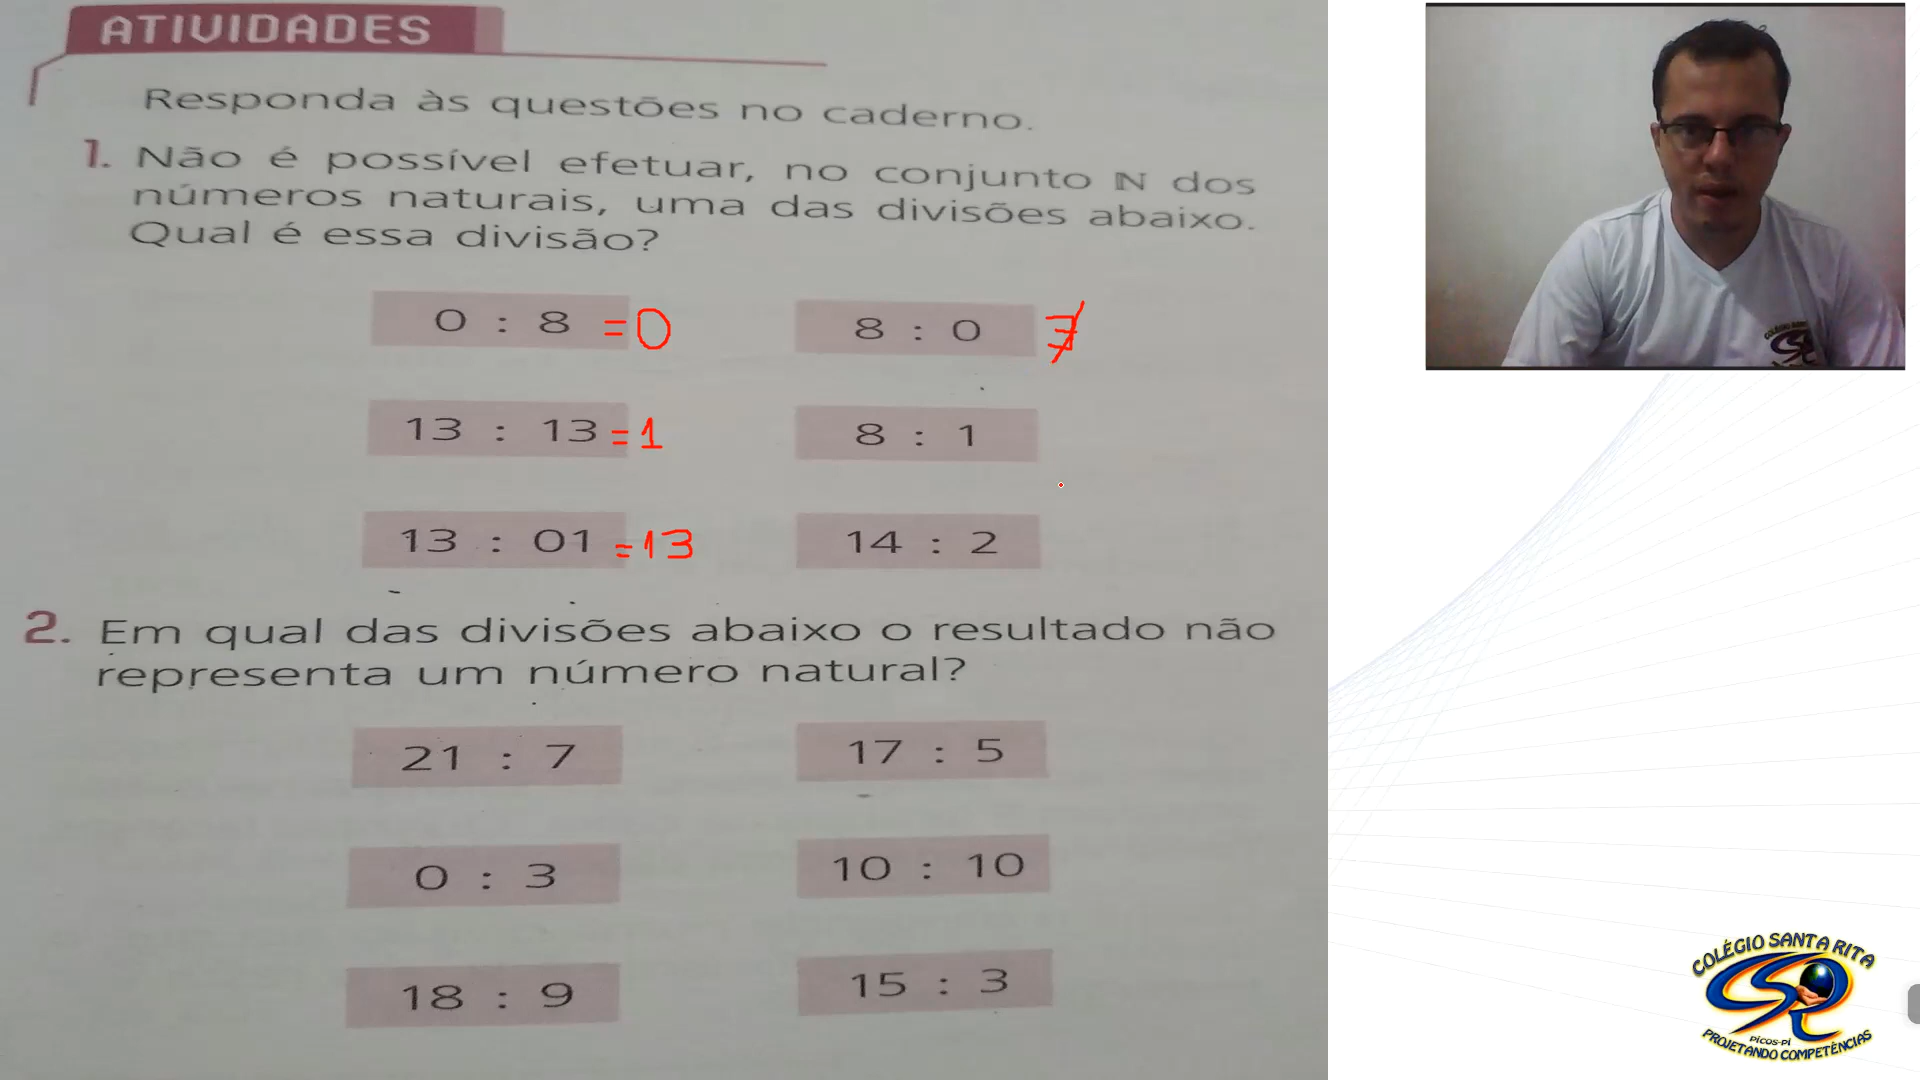 ATIVIDADES
Responda às questões no caderno.
1. Não é possível efetuar, no conjunto ℕ dos
números naturais, uma das divisões abaixo.
Qual é essa divisão?
0 : 8 =0
8 : 0 ∄
13 : 13 =1
8 : 1
13 : 01 =13
14 : 2
2. Em qual das divisões abaixo o resultado não
representa um número natural?
21 : 7
17 : 5
0 : 3
10 : 10
18 : 9
15 : 3
COLÉGIO SANTA RITA
PICOS-PI
PROJETANDO COMPETÊNCIAS